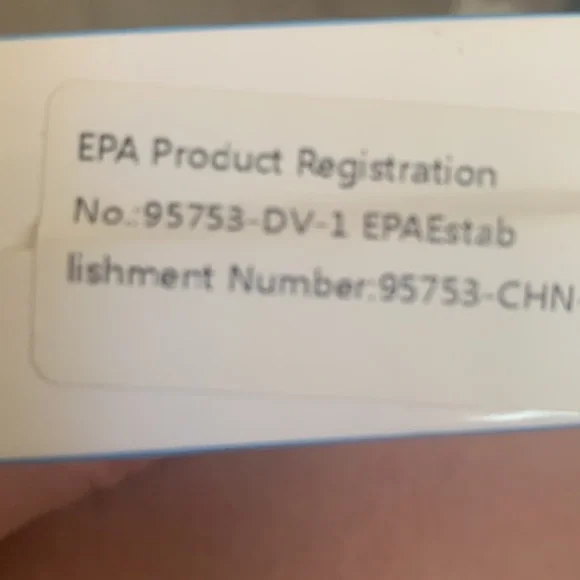 EPA Product Registration
No.:95753-DV-1 EPAEstab
lishment Number:95753-CHN-